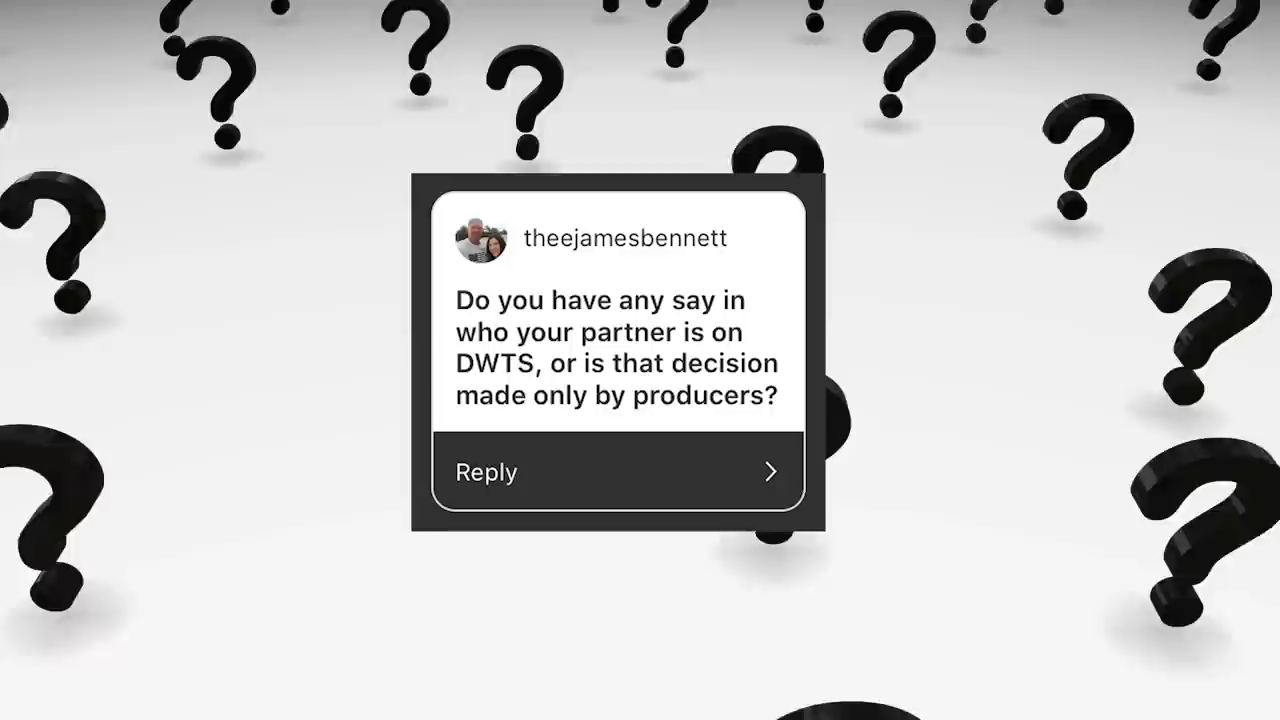 theejamesbennett
Do you have any say in
who your partner is on
DWTS, or is that decision
made only by producers?
Reply